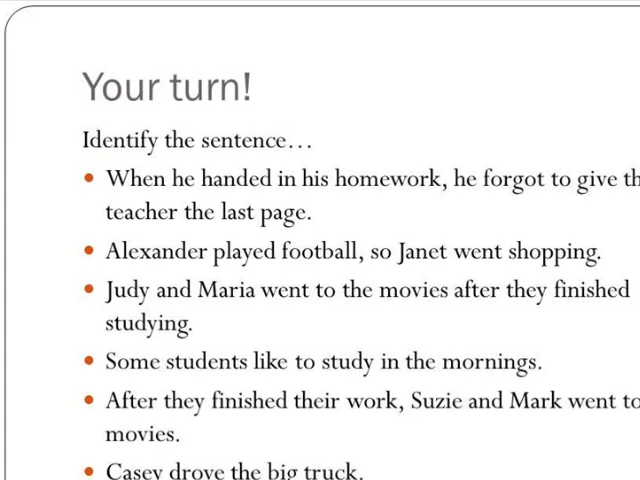 Your turn!
Identify the sentence…
• When he handed in his homework, he forgot to give
teacher the last page.
• Alexander played football, so Janet went shopping.
• Judy and Maria went to the movies after they finished
studying.
• Some students like to study in the mornings.
• After they finished their work, Suzie and Mark went to
movies.
• Casey drove the big truck.